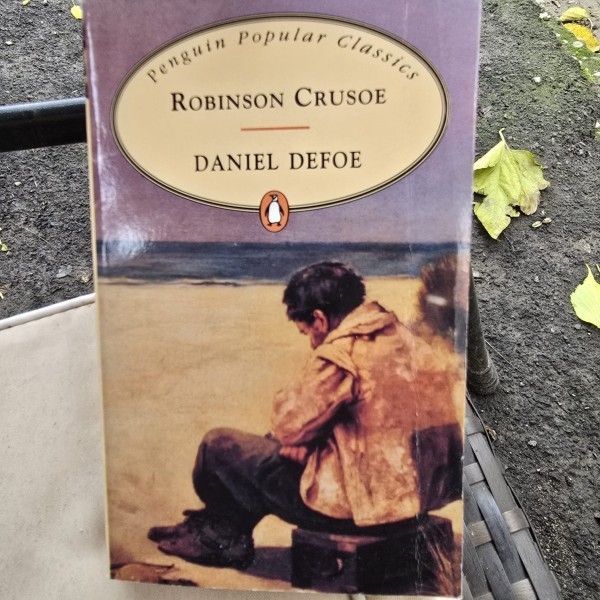 Penguin Popular Classics
ROBINSON CRUSOE
DANIEL DEFOE